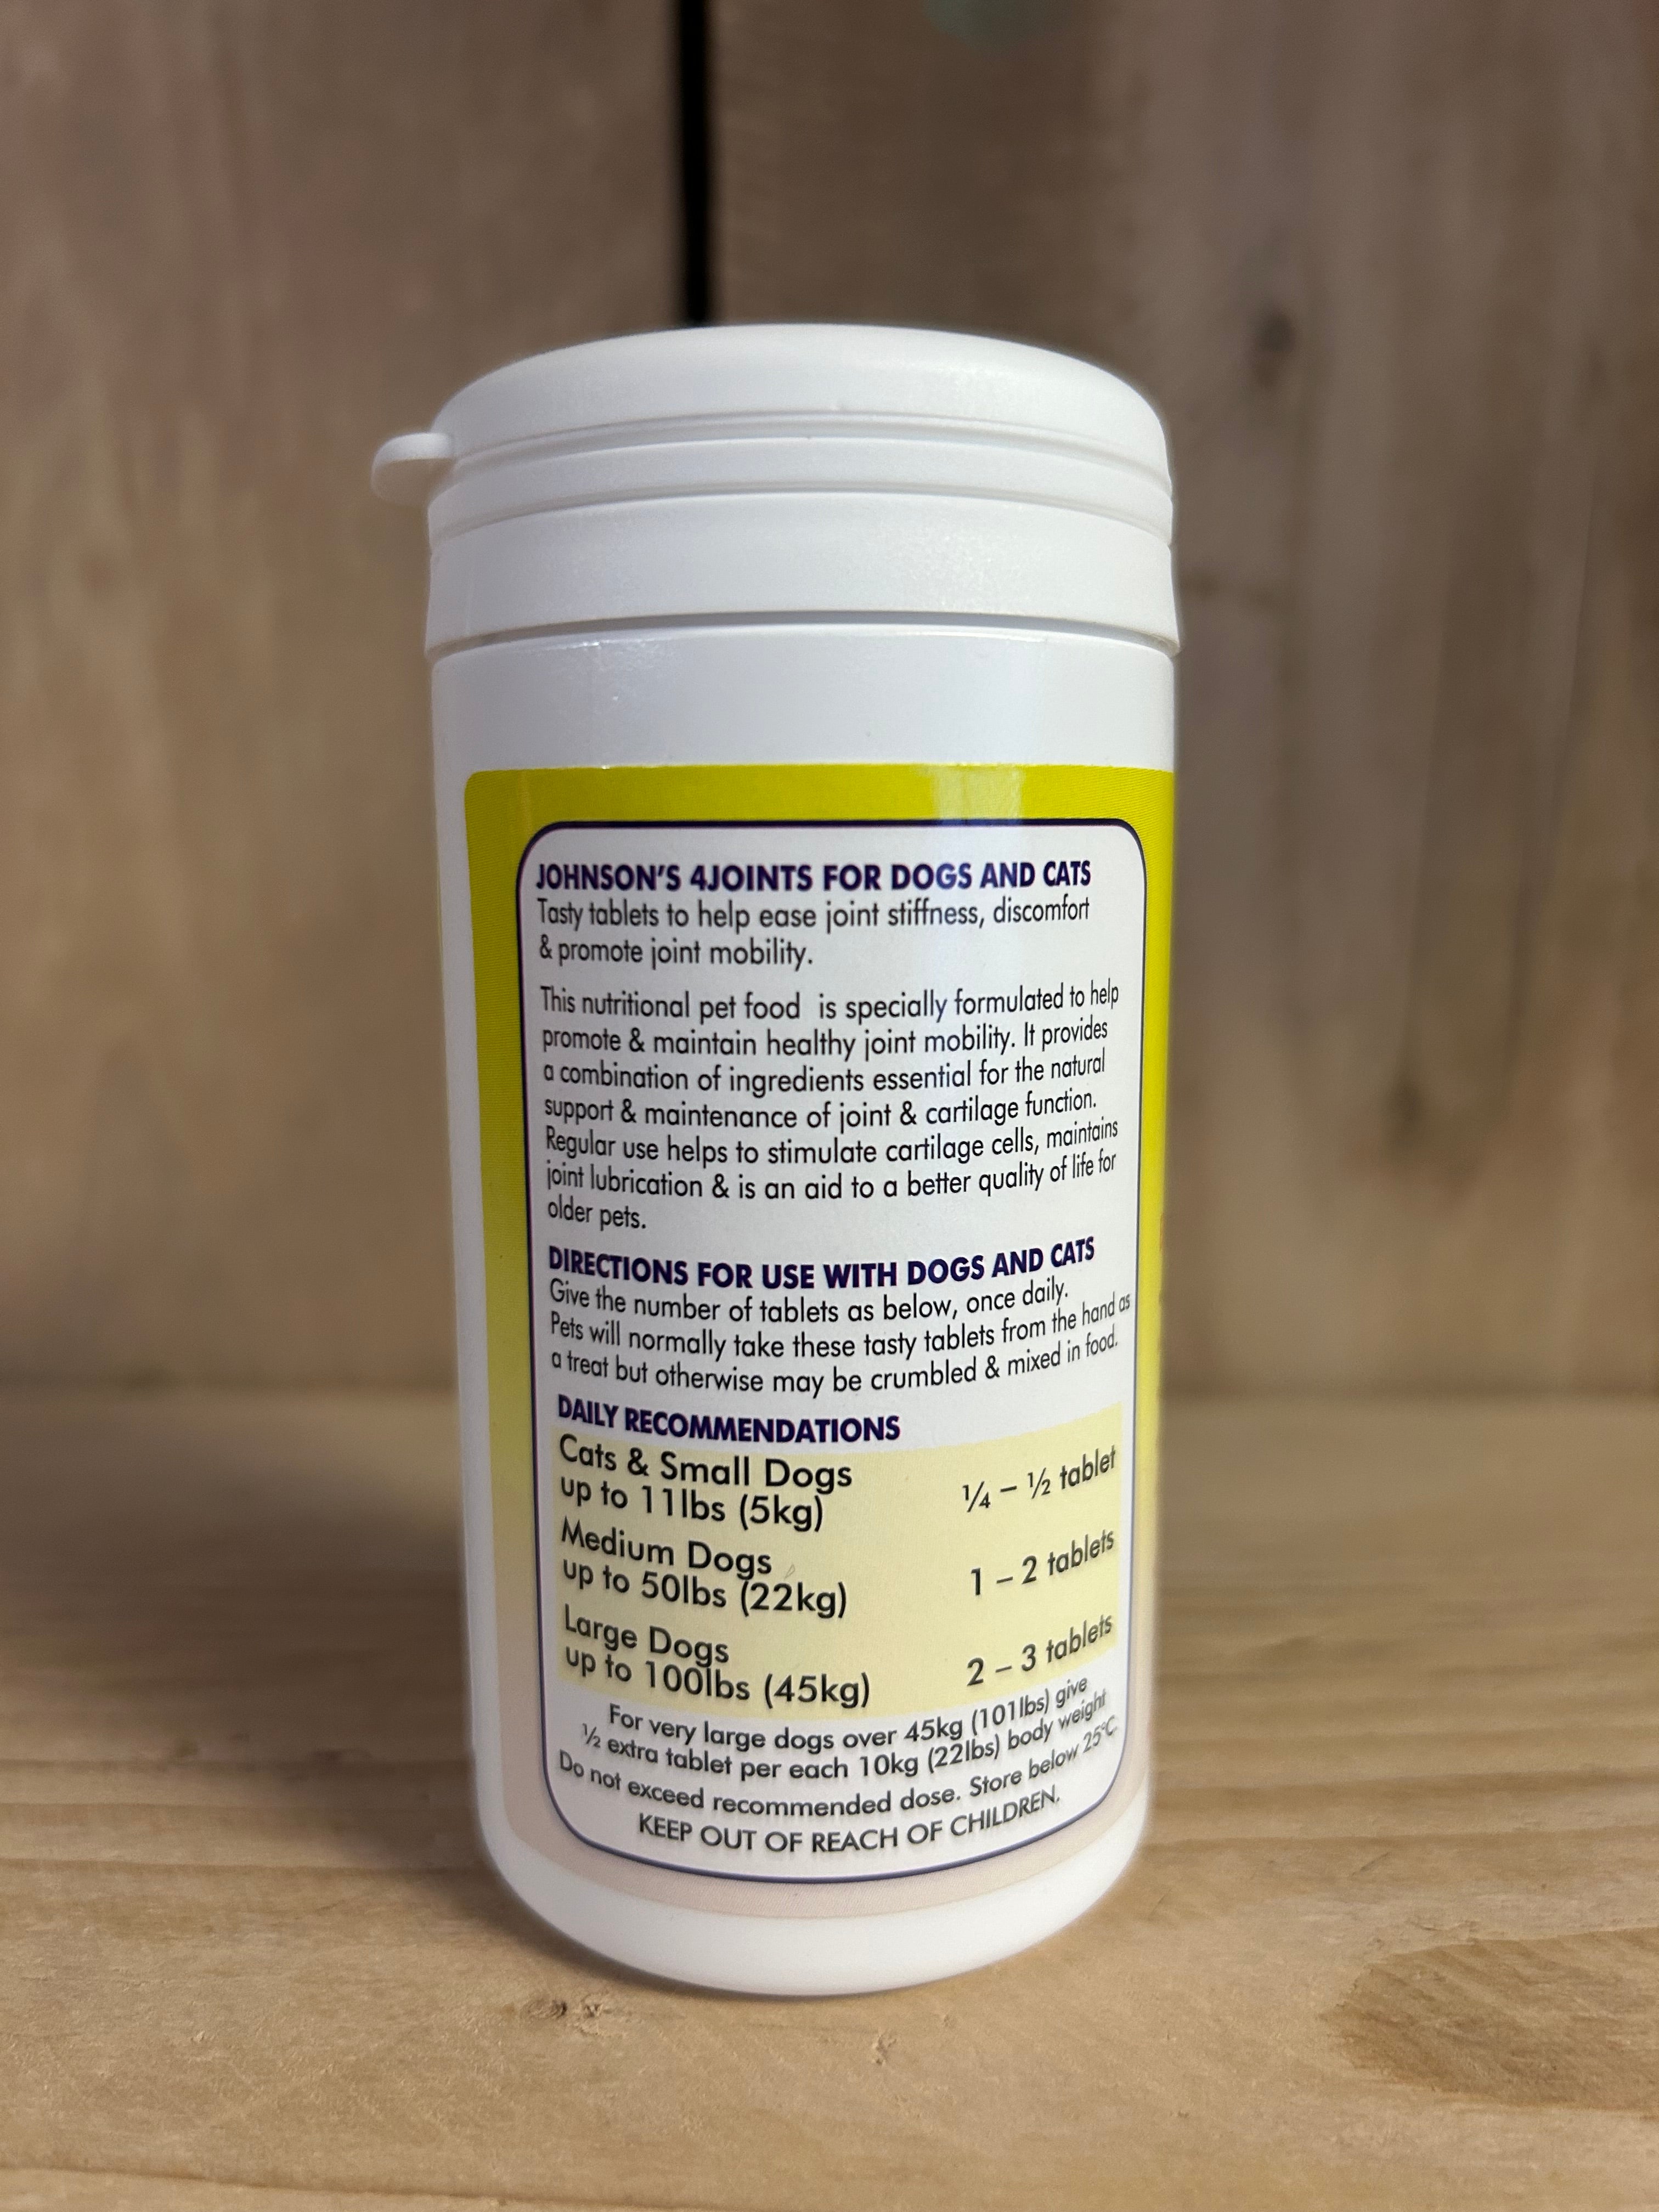 JOHNSON'S 4JOINTS FOR DOGS AND CATS
Tasty tablets to help ease joint stiffness, discomfort
& promote joint mobility.
This nutritional pet food is specially formulated to help
promote & maintain healthy joint mobility. It provides
a combination of ingredients essential for the natural
support & maintenance of joint & cartilage function.
Regular use helps to stimulate cartilage cells, maintains
joint lubrication & is an aid to a better quality of life for
older pets.
DIRECTIONS FOR USE WITH DOGS AND CATS
Give the number of tablets as below, once daily.
Pets will normally take these tasty tablets from the hand as
a treat but otherwise may be crumbled & mixed in food.
DAILY RECOMMENDATIONS
Cats & Small Dogs
up to 11lbs (5kg) ¼ – ½ tablet
Medium Dogs
up to 50lbs (22kg) 1 – 2 tablets
Large Dogs
up to 100lbs (45kg) 2 – 3 tablets
For very large dogs over 45kg (101lbs) give
½ extra tablet per each 10kg (22lbs) body weight
Do not exceed recommended dose. Store below 25°C.
KEEP OUT OF REACH OF CHILDREN.